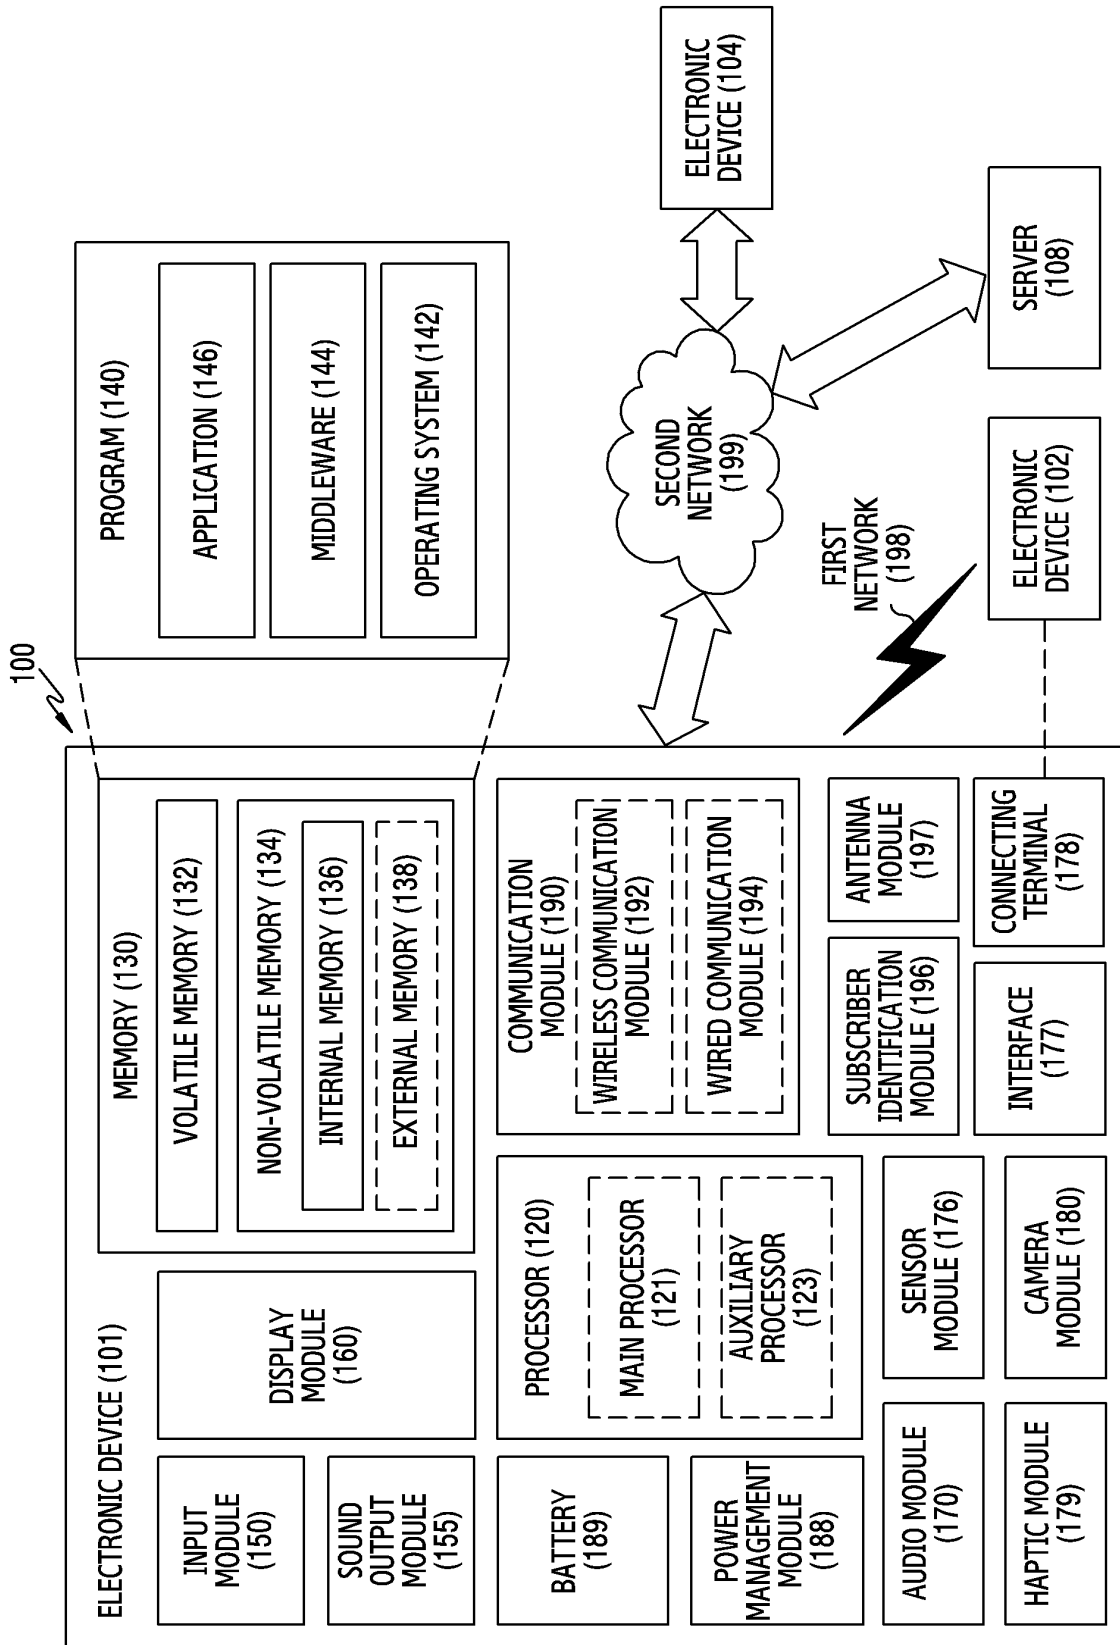 100
ELECTRONIC DEVICE (101)
INPUT
MODULE
(150)
SOUND
OUTPUT
MODULE
(155)
BATTERY
(189)
POWER
MANAGEMENT
MODULE
(188)
AUDIO MODULE
(170)
HAPTIC MODULE
(179)
DISPLAY
MODULE
(160)
PROCESSOR (120)
MAIN PROCESSOR
(121)
AUXILIARY
PROCESSOR
(123)
SENSOR
MODULE (176)
CAMERA
MODULE (180)
MEMORY (130)
VOLATILE MEMORY (132)
NON-VOLATILE MEMORY (134)
INTERNAL MEMORY (136)
EXTERNAL MEMORY (138)
COMMUNICATION
MODULE (190)
WIRELESS COMMUNICATION
MODULE (192)
WIRED COMMUNICATION
MODULE (194)
SUBSCRIBER
IDENTIFICATION
MODULE (196)
ANTENNA
MODULE
(197)
INTERFACE
(177)
CONNECTING
TERMINAL
(178)
PROGRAM (140)
APPLICATION (146)
MIDDLEWARE (144)
OPERATING SYSTEM (142)
SECOND
NETWORK
(199)
FIRST
NETWORK
(198)
ELECTRONIC
DEVICE (104)
SERVER
(108)
ELECTRONIC
DEVICE (102)